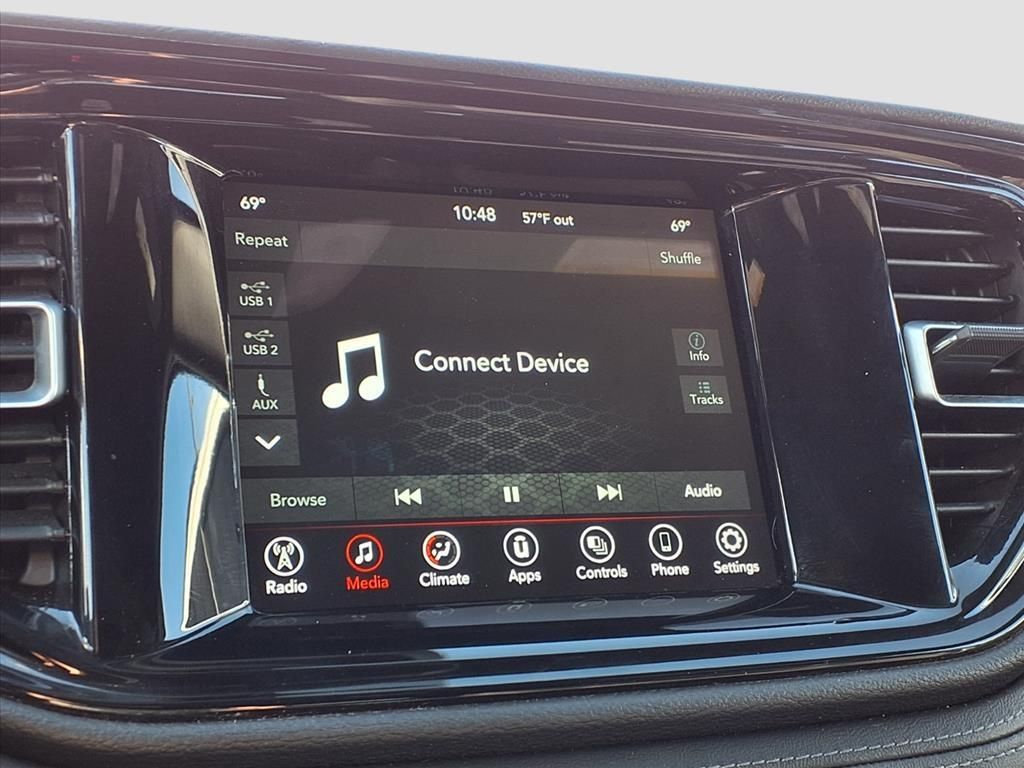 69°
10:48
57°F out
69°
Repeat
Shuffle
USB 1
USB 2
AUX
Connect Device
Info
Tracks
Browse
Audio
Radio
Media
Climate
Apps
Controls
Phone
Settings